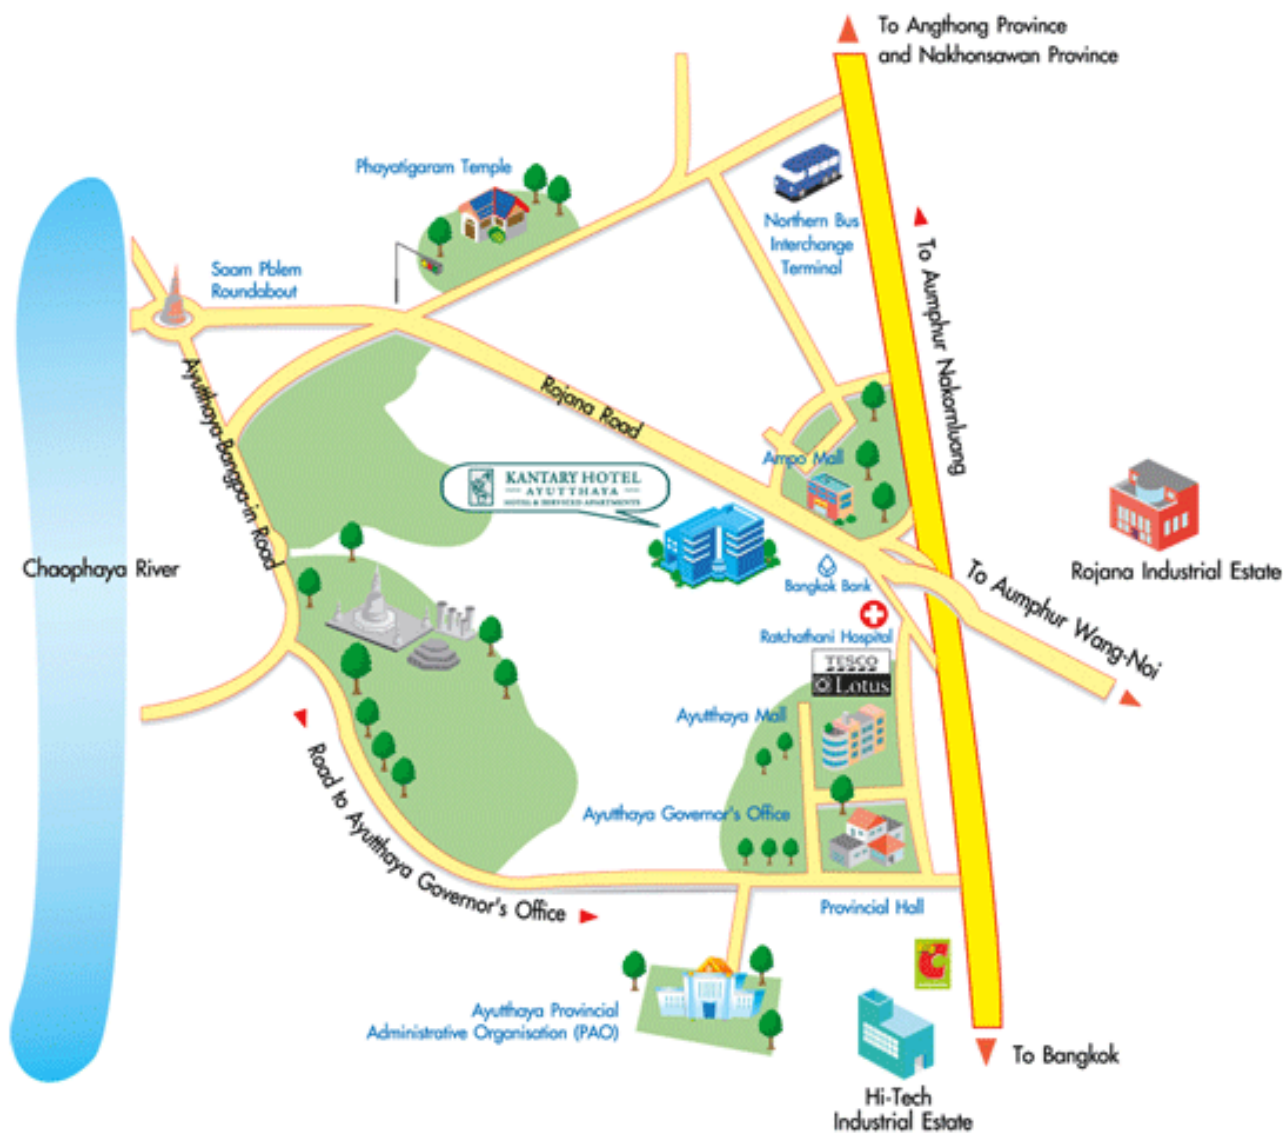 To Angthong Province
and Nakhonsawan Province
Phayatigaram Temple
Northern Bus
Interchange
Terminal
To Aumphur Nakornluang
Saam Pblem
Roundabout
Ayutthaya-Bangpa-in Road
Rojana Road
Ampo Mall
KANTARY HOTEL
AYUTTHAYA
HOTEL & SERVICED APARTMENTS
Chaophaya River
Bangkok Bank
Rojana Industrial Estate
To Aumphur Wang-Noi
Ratchathani Hospital
TESCO
Lotus
Ayutthaya Mall
Road to Ayutthaya Governor's Office
Ayutthaya Governor's Office
Provincial Hall
Ayutthaya Provincial
Administrative Organisation (PAO)
To Bangkok
Hi-Tech
Industrial Estate